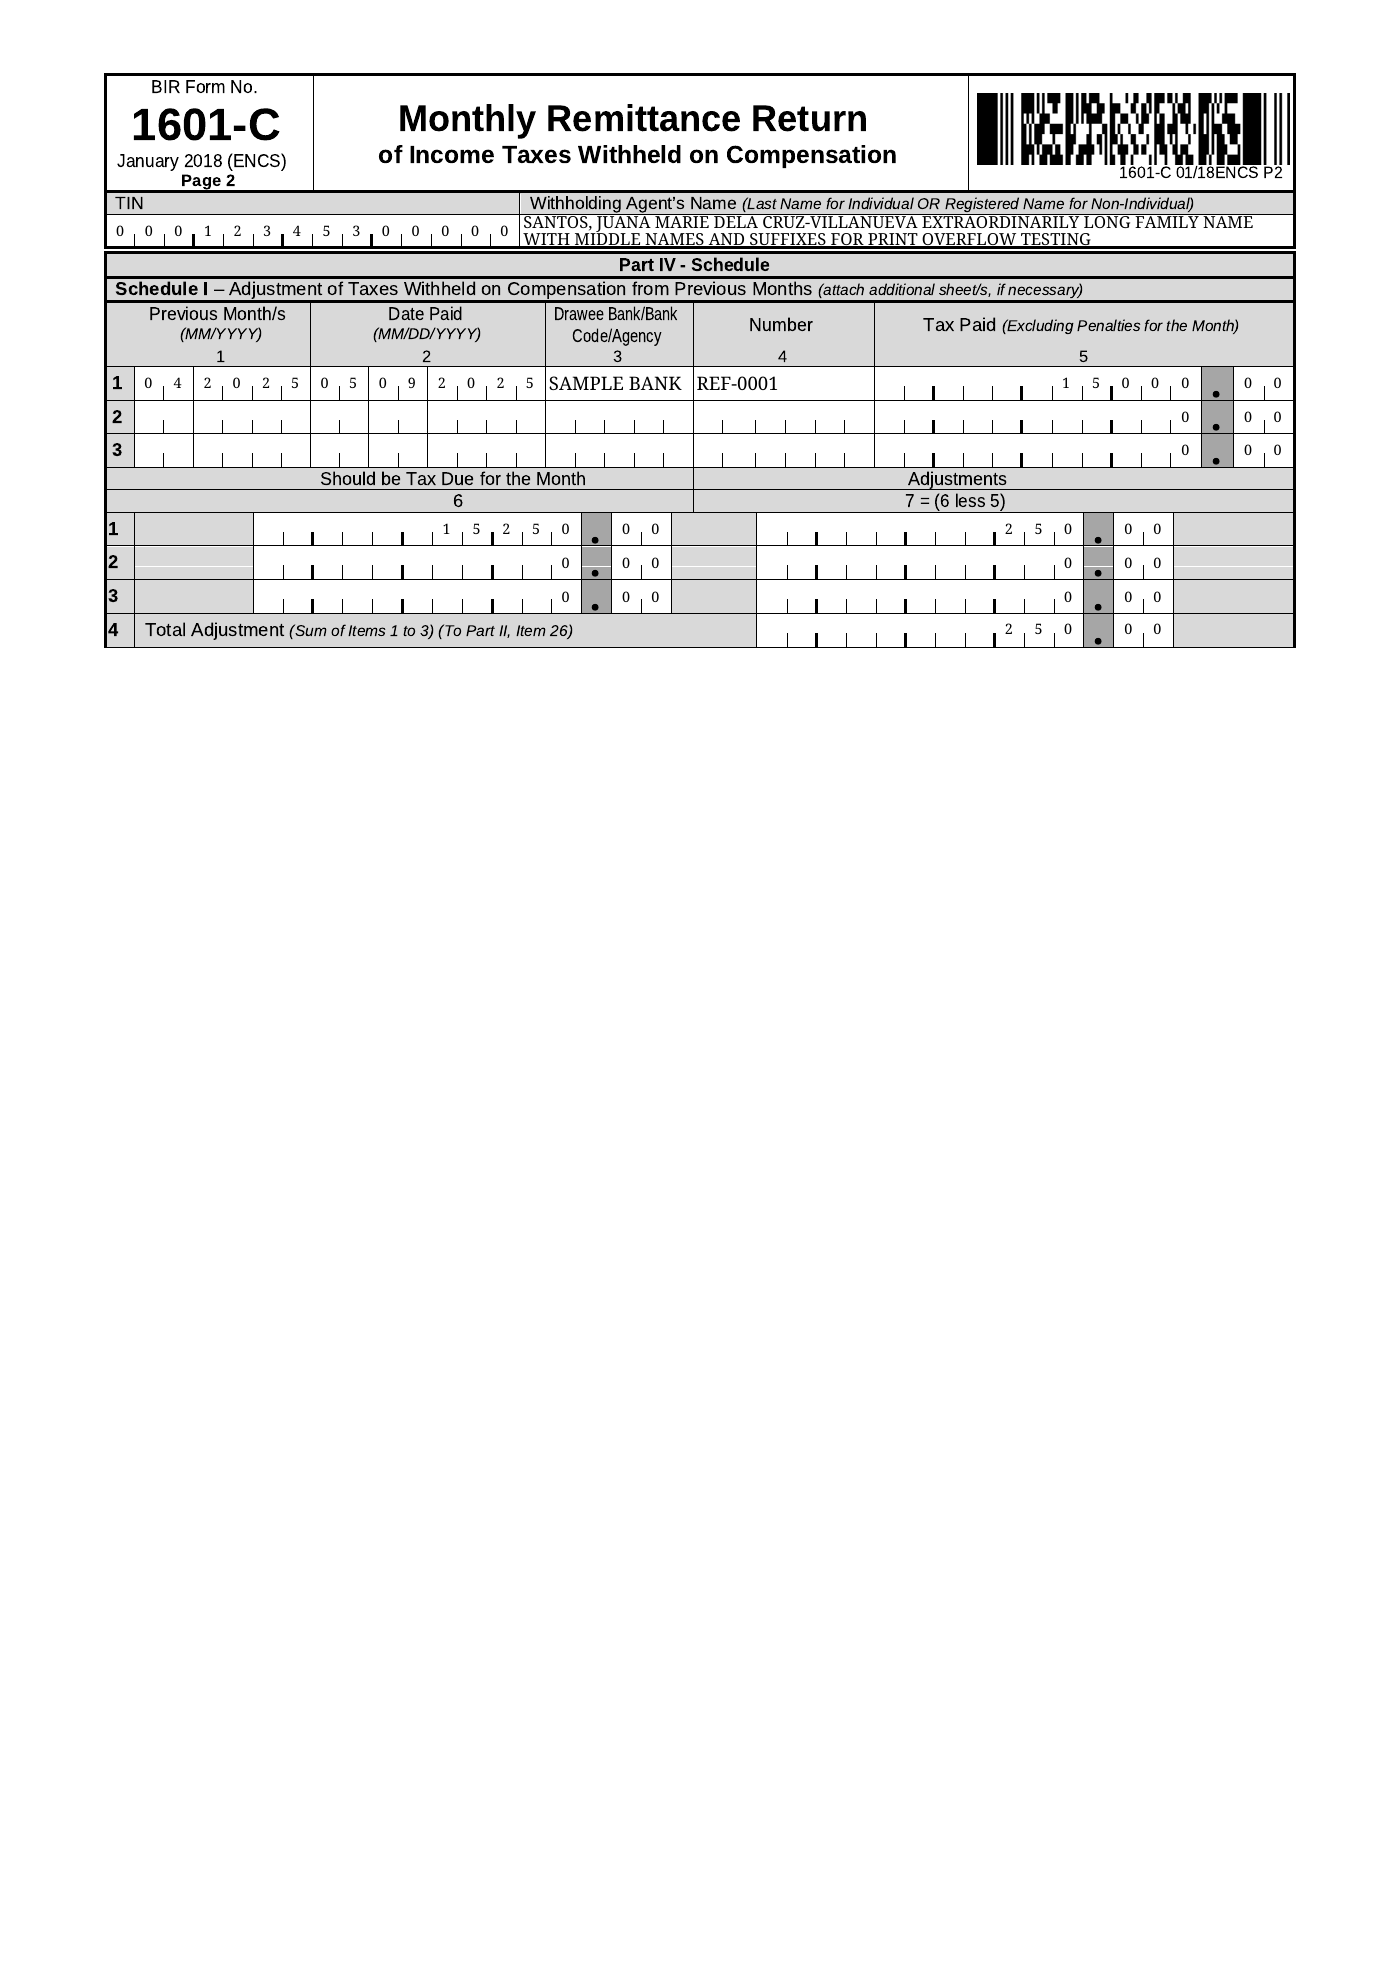 BIR Form No.
1601-C
January 2018 (ENCS)
Page 2
Monthly Remittance Return
of Income Taxes Withheld on Compensation
1601-C 01/18ENCS P2
TIN
Withholding Agent's Name (Last Name for Individual OR Registered Name for Non-Individual)
0 0 0 1 2 3 4 5 3 0 0 0 0 0
SANTOS, JUANA MARIE DELA CRUZ-VILLANUEVA EXTRAORDINARILY LONG FAMILY NAME
WITH MIDDLE NAMES AND SUFFIXES FOR PRINT OVERFLOW TESTING
Part IV - Schedule
Schedule I – Adjustment of Taxes Withheld on Compensation from Previous Months (attach additional sheet/s, if necessary)
Previous Month/s
(MM/YYYY)
1
Date Paid
(MM/DD/YYYY)
2
Drawee Bank/Bank
Code/Agency
3
Number
4
Tax Paid (Excluding Penalties for the Month)
5
1 0 4 2 0 2 5 0 5 0 9 2 0 2 5 SAMPLE BANK REF-0001 1 5 0 0 0 . 0 0
2 0 . 0 0
3 0 . 0 0
Should be Tax Due for the Month
Adjustments
6
7 = (6 less 5)
1 1 5 2 5 0 . 0 0 2 5 0 . 0 0
2 0 . 0 0 0 . 0 0
3 0 . 0 0 0 . 0 0
4 Total Adjustment (Sum of Items 1 to 3) (To Part II, Item 26) 2 5 0 . 0 0